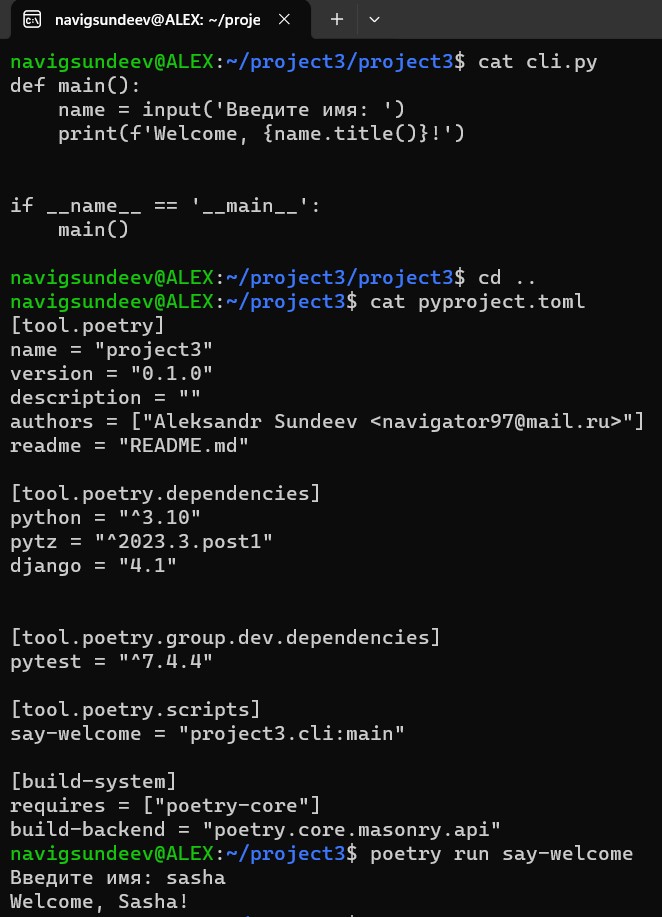 navigsundeev@ALEX: ~/proje
navigsundeev@ALEX:~/project3/project3$ cat cli.py
def main():
    name = input('Введите имя: ')
    print(f'Welcome, {name.title()}!')
if __name__ == '__main__':
    main()
navigsundeev@ALEX:~/project3/project3$ cd ..
navigsundeev@ALEX:~/project3$ cat pyproject.toml
[tool.poetry]
name = "project3"
version = "0.1.0"
description = ""
authors = ["Aleksandr Sundeev <navigator97@mail.ru>"]
readme = "README.md"
[tool.poetry.dependencies]
python = "^3.10"
pytz = "^2023.3.post1"
django = "4.1"
[tool.poetry.group.dev.dependencies]
pytest = "^7.4.4"
[tool.poetry.scripts]
say-welcome = "project3.cli:main"
[build-system]
requires = ["poetry-core"]
build-backend = "poetry.core.masonry.api"
navigsundeev@ALEX:~/project3$ poetry run say-welcome
Введите имя: sasha
Welcome, Sasha!